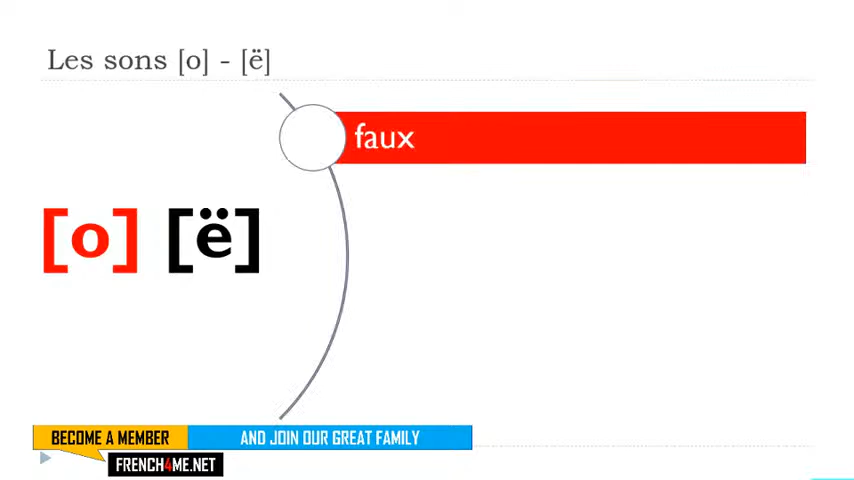 Les sons [o] - [ë]
faux
[o] [ë]
BECOME A MEMBER
AND JOIN OUR GREAT FAMILY
FRENCH4ME.NET